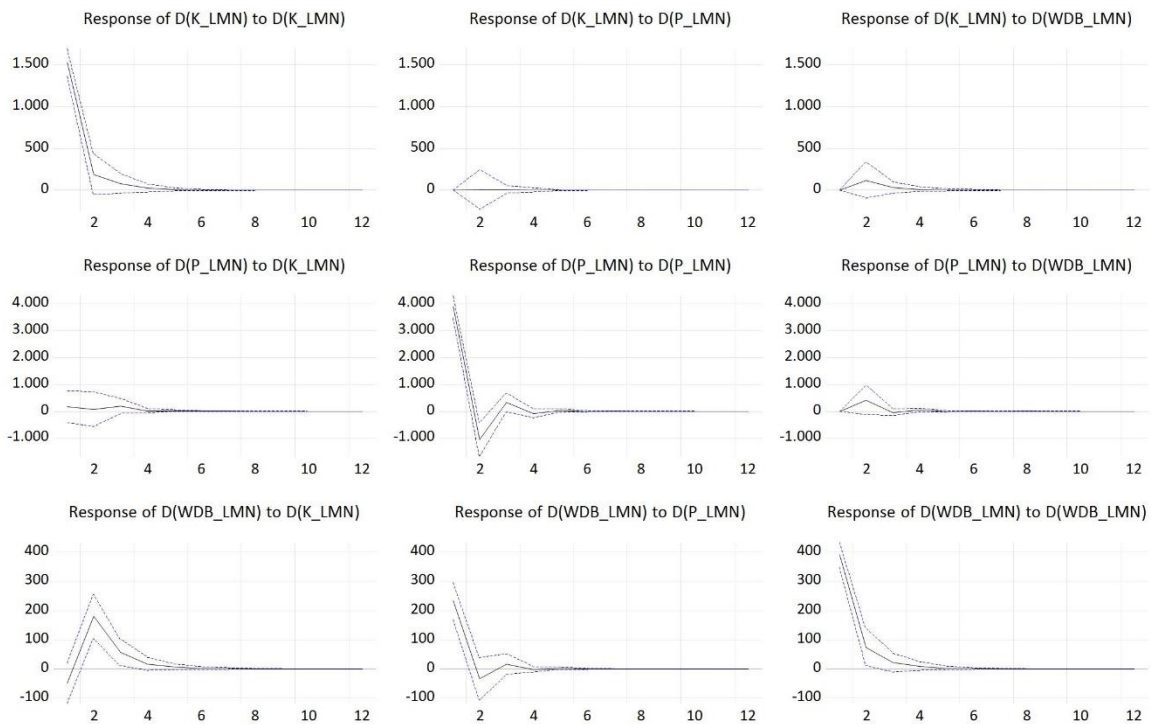 Response of D(K_LMN) to D(K_LMN)
Response of D(K_LMN) to D(P_LMN)
Response of D(K_LMN) to D(WDB_LMN)
1.500
1.000
500
0
2 4 6 8 10 12
1.500
1.000
500
0
2 4 6 8 10 12
1.500
1.000
500
0
2 4 6 8 10 12
Response of D(P_LMN) to D(K_LMN)
Response of D(P_LMN) to D(P_LMN)
Response of D(P_LMN) to D(WDB_LMN)
4.000
3.000
2.000
1.000
0
-1.000
2 4 6 8 10 12
4.000
3.000
2.000
1.000
0
-1.000
2 4 6 8 10 12
4.000
3.000
2.000
1.000
0
-1.000
2 4 6 8 10 12
Response of D(WDB_LMN) to D(K_LMN)
Response of D(WDB_LMN) to D(P_LMN)
Response of D(WDB_LMN) to D(WDB_LMN)
400
300
200
100
0
-100
2 4 6 8 10 12
400
300
200
100
0
-100
2 4 6 8 10 12
400
300
200
100
0
-100
2 4 6 8 10 12